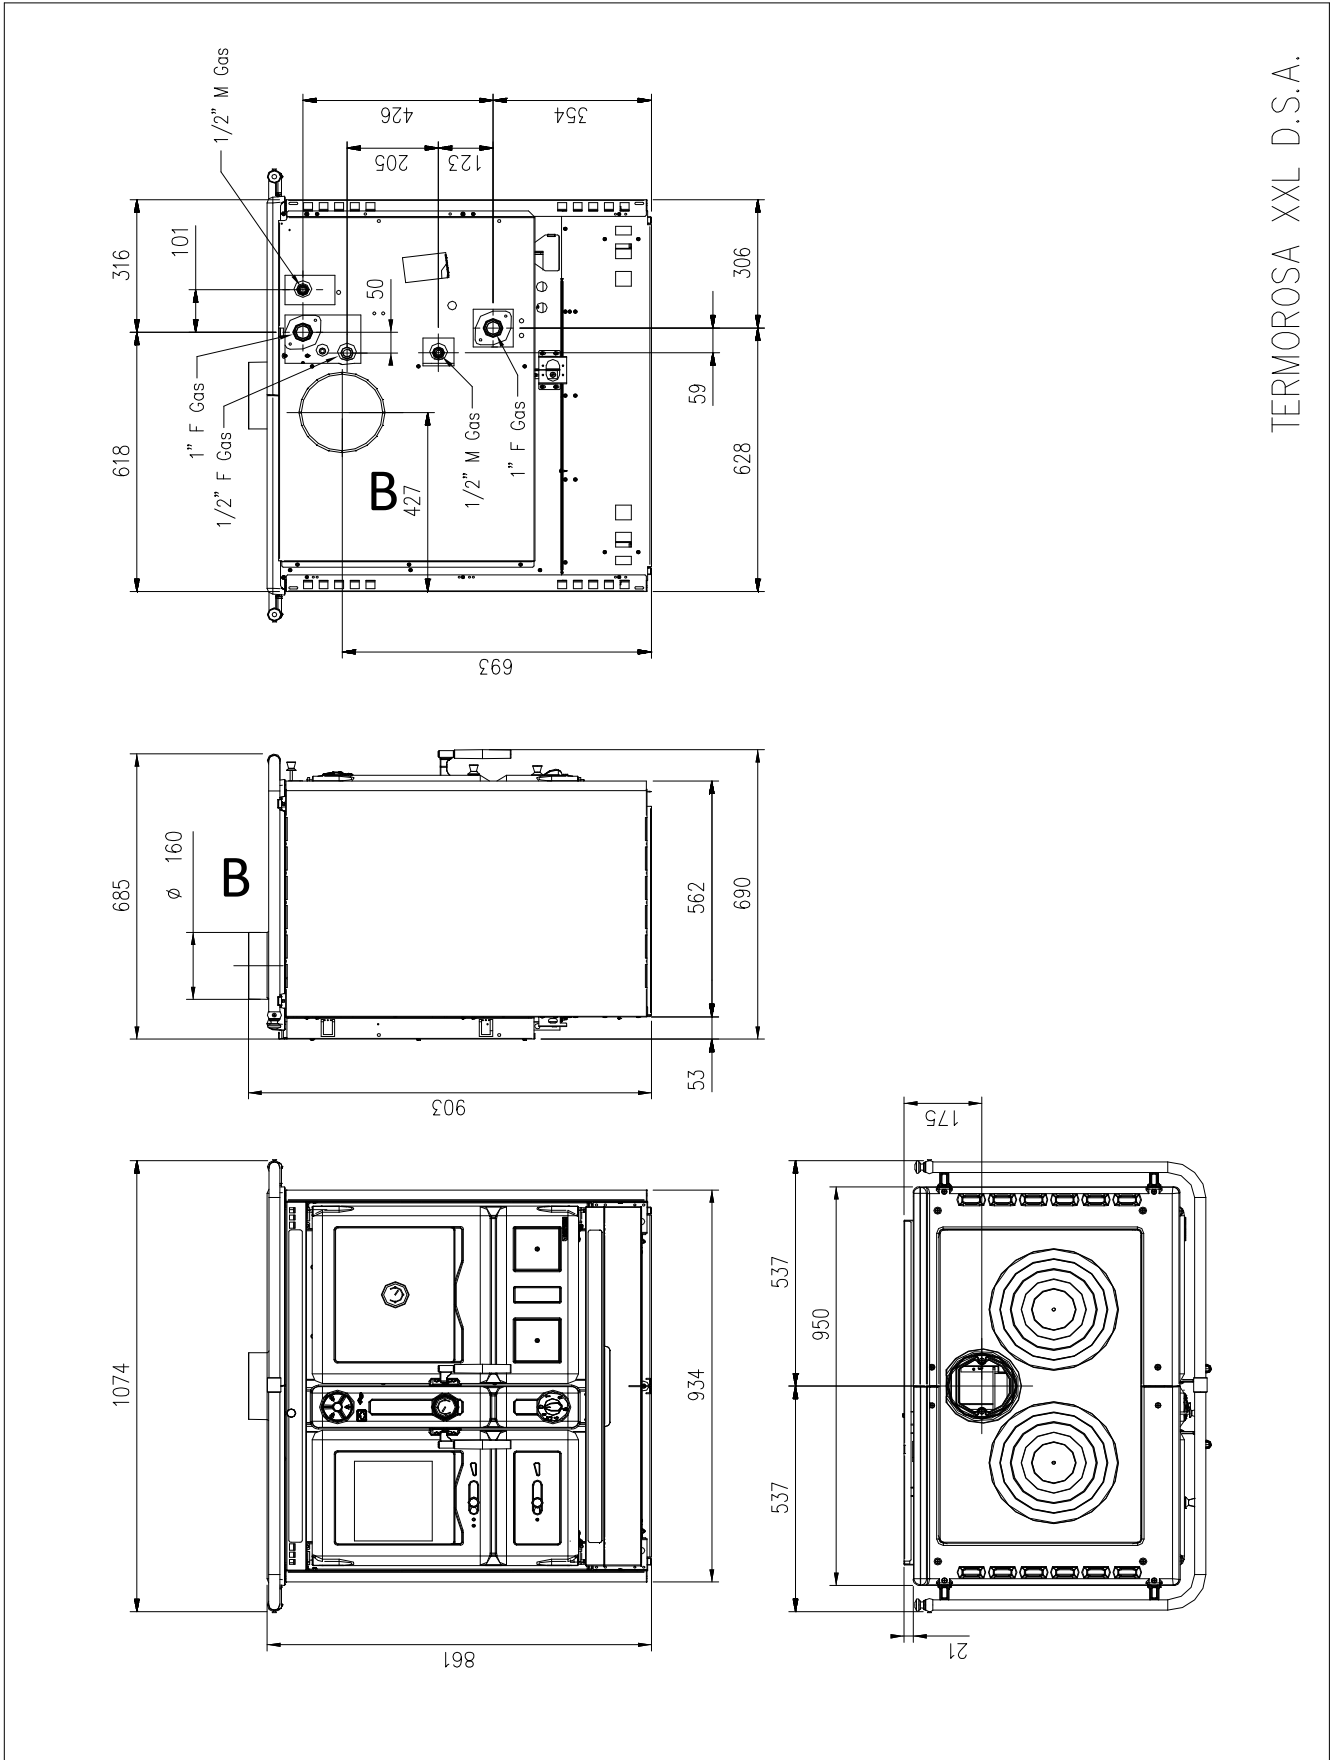 TERMOROSA XXL D.S.A.
1074
861
934
685
ø 160
B
903
562
690
53
618
316
101
1/2" M Gas
1" F Gas
1/2" F Gas
50
B
427
1/2" M Gas
1" F Gas
426
354
205
123
306
59
628
693
537
537
950
175
21